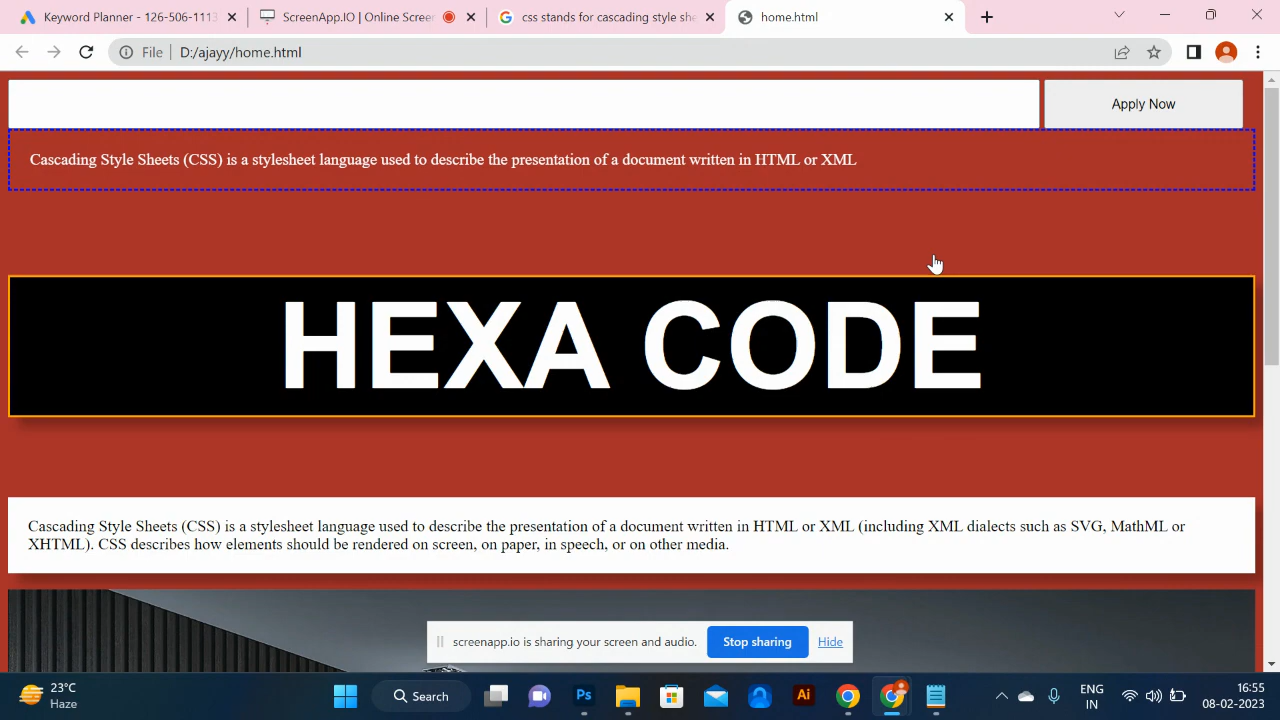 Keyword Planner - 126-506-1113
ScreenApp.IO | Online Screen
css stands for cascading style she
home.html
File
D:/ajayy/home.html
Apply Now
Cascading Style Sheets (CSS) is a stylesheet language used to describe the presentation of a document written in HTML or XML
HEXA CODE
Cascading Style Sheets (CSS) is a stylesheet language used to describe the presentation of a document written in HTML or XML (including XML dialects such as SVG, MathML or
XHTML). CSS describes how elements should be rendered on screen, on paper, in speech, or on other media.
screenapp.io is sharing your screen and audio.
Stop sharing
Hide
23°C
Haze
Search
Ps
Ai
ENG
IN
16:55
08-02-2023